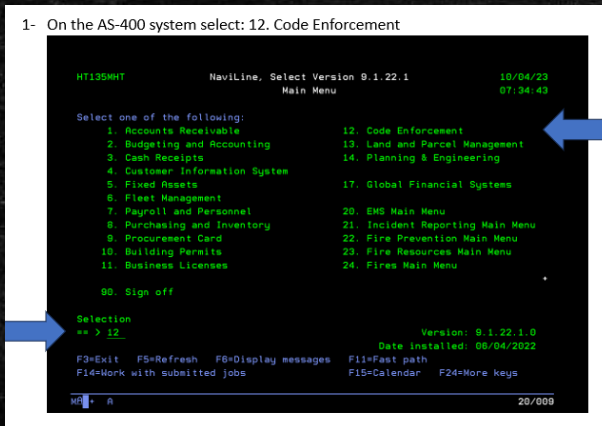 1- On the AS-400 system select: 12. Code Enforcement
HT135MHT NaviLine, Select Version 9.1.22.1 10/04/23
Main Menu 07:34:43
Select one of the following:
1. Accounts Receivable 12. Code Enforcement
2. Budgeting and Accounting 13. Land and Parcel Management
3. Cash Receipts 14. Planning & Engineering
4. Customer Information System
5. Fixed Assets 17. Global Financial Systems
6. Fleet Management
7. Payroll and Personnel 20. EMS Main Menu
8. Purchasing and Inventory 21. Incident Reporting Main Menu
9. Procurement Card 22. Fire Prevention Main Menu
10. Building Permits 23. Fire Resources Main Menu
11. Business Licenses 24. Fires Main Menu
+
90. Sign off
Selection
== > 12 Version: 9.1.22.1.0
Date installed: 06/04/2022
F3=Exit F5=Refresh F6=Display messages F11=Fast path
F14=Work with submitted jobs F15=Calendar F24=More keys
MA + A 20/009